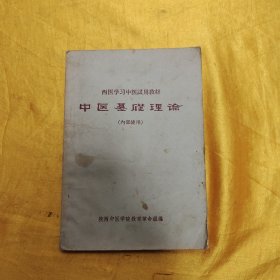 西医学习中医试用教材
中医基礎理论
（内部使用）
陕西中医学院教育革命组编